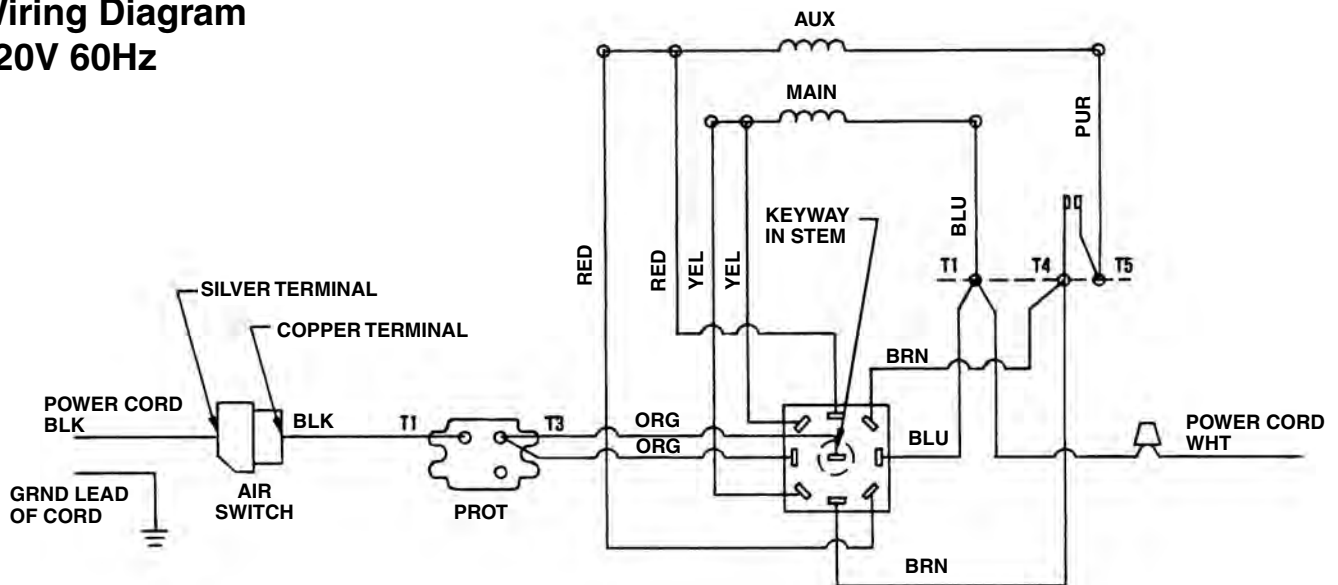 Wiring Diagram
20V 60Hz
AUX
MAIN
PUR
BLU
KEYWAY
IN STEM
RED
RED
YEL
YEL
T1
T4
T5
SILVER TERMINAL
COPPER TERMINAL
BRN
POWER CORD
BLK
BLK
T1
T3
ORG
ORG
BLU
POWER CORD
WHT
GRND LEAD
OF CORD
AIR
SWITCH
PROT
BRN